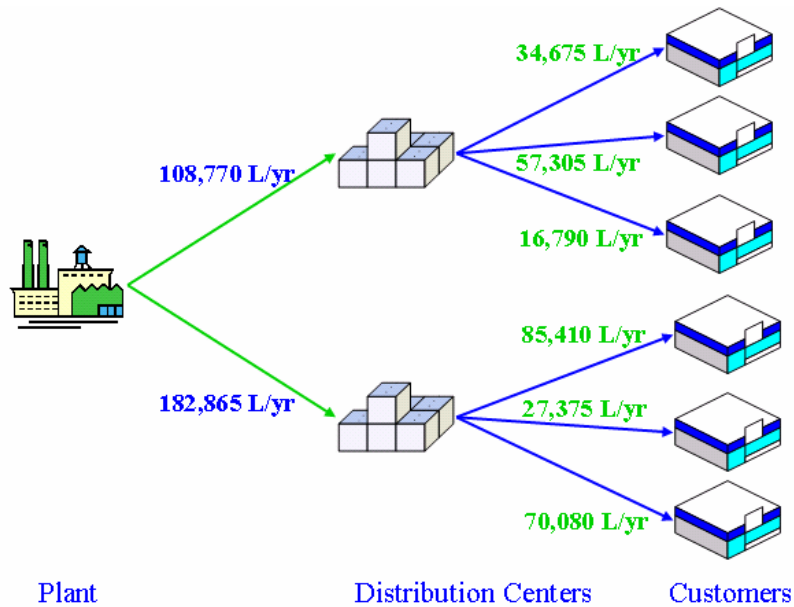 34,675 L/yr
108,770 L/yr
57,305 L/yr
16,790 L/yr
85,410 L/yr
182,865 L/yr
27,375 L/yr
70,080 L/yr
Plant
Distribution Centers
Customers